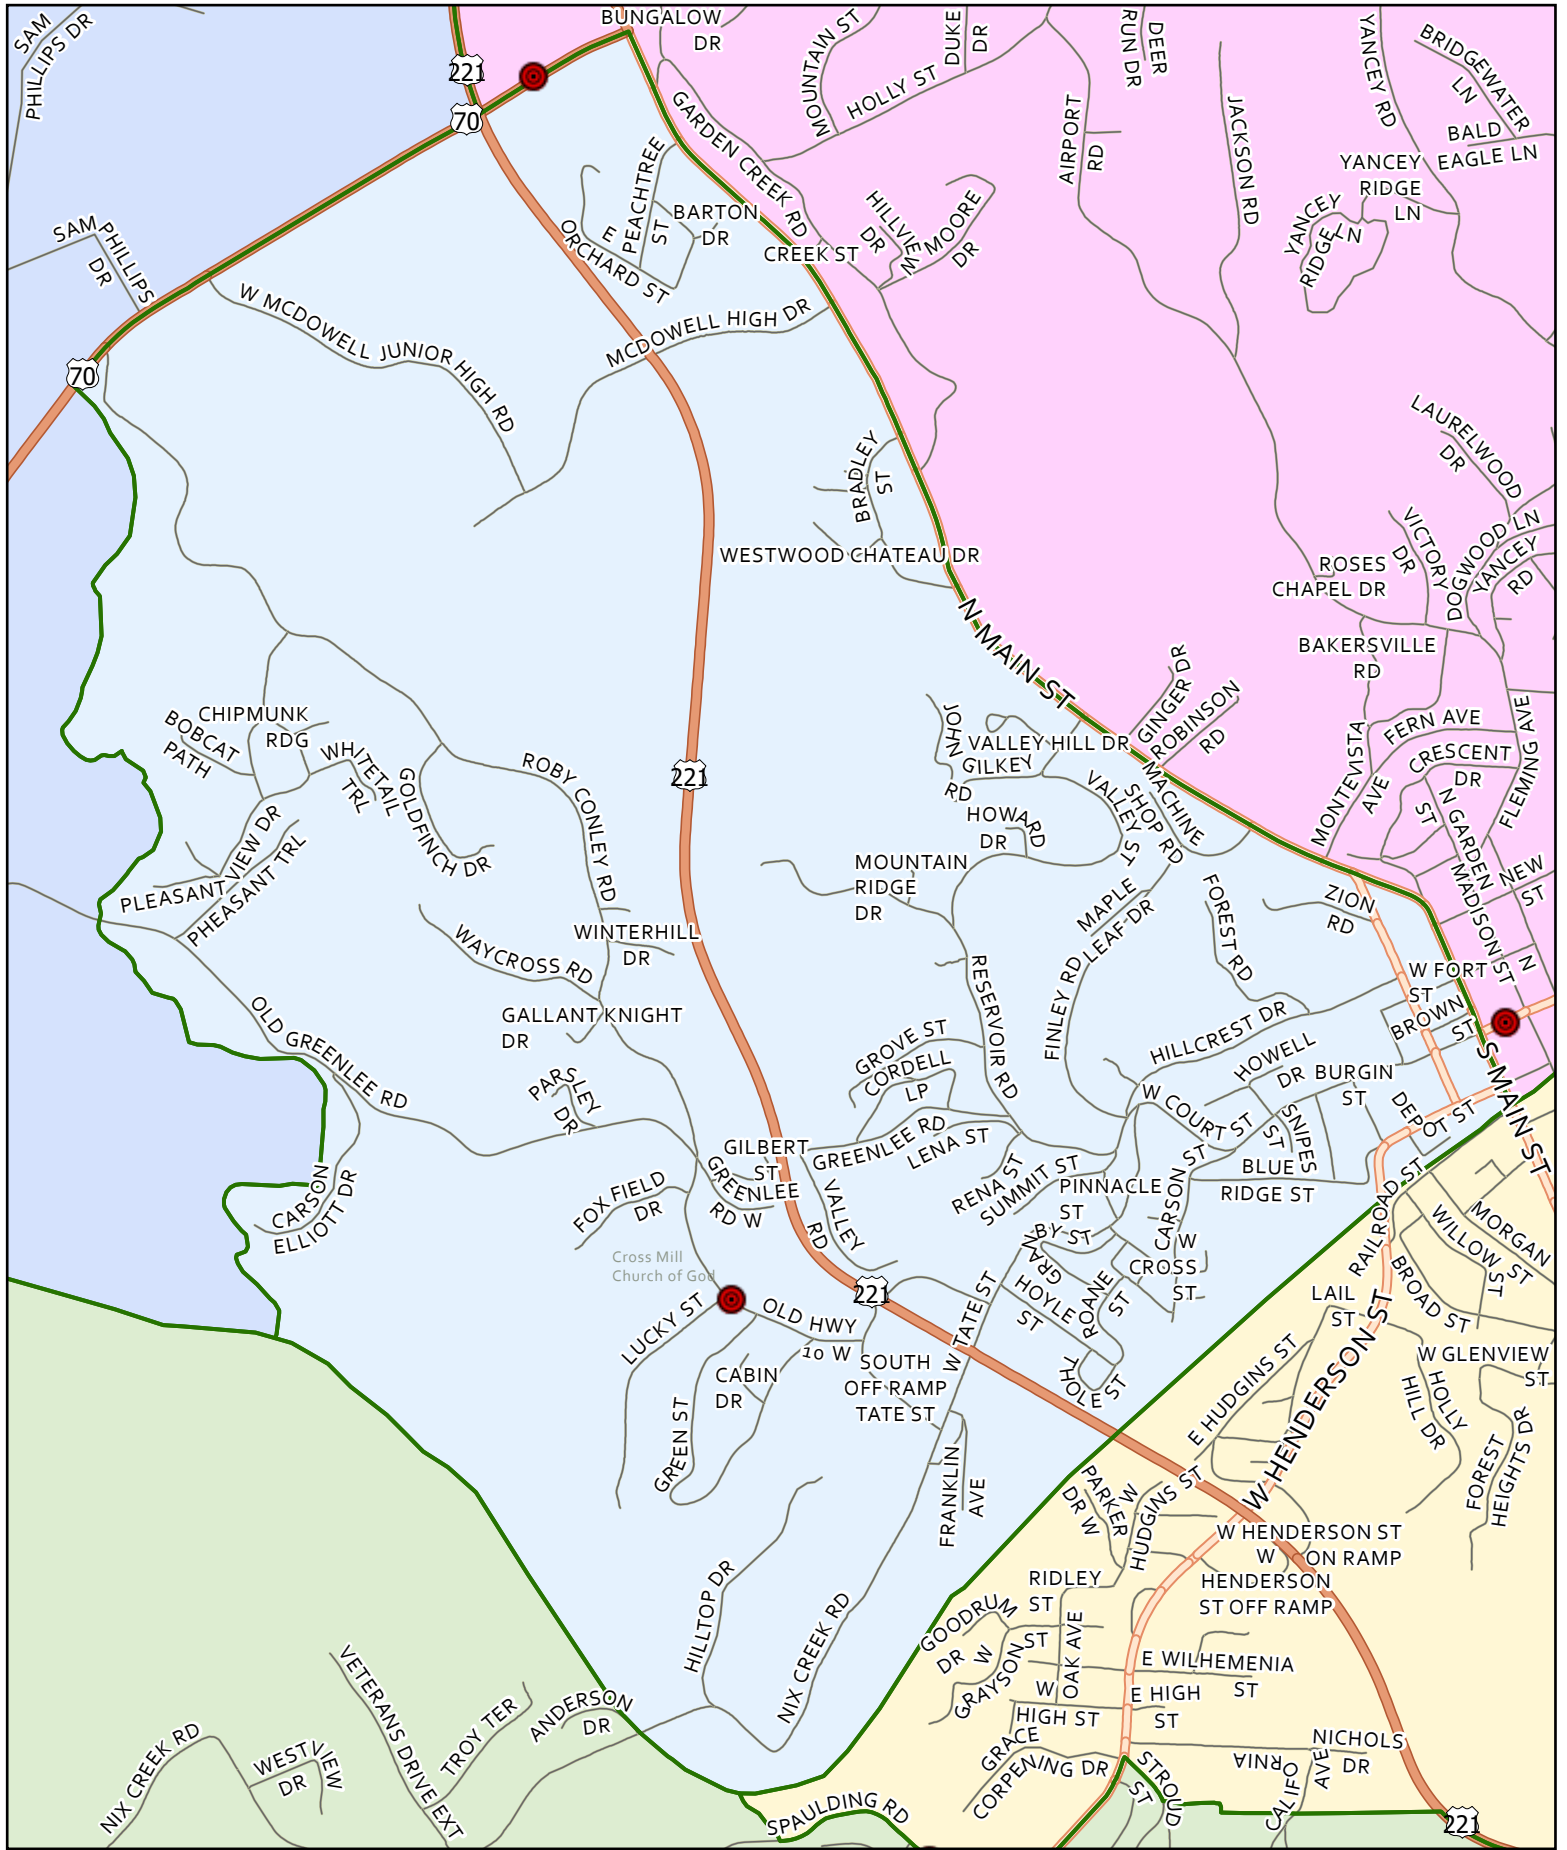 SAM
PHILLIPS DR
BUNGALOW
DR
MOUNTAIN ST
DUKE
DR
HOLLY ST
DEER
RUN DR
YANCEY RD
BRIDGEWATER
LN
BALD
EAGLE LN
221
70
GARDEN CREEK RD
AIRPORT
RD
JACKSON RD
YANCEY
RIDGE
LN
YANCEY
RIDGE
LN
PEACHTREE
ST
BARTON
DR
E
ORCHARD ST
CREEK ST
HILLVIEW
DR
MOORE
DR
SAM PHILLIPS
DR
W MCDOWELL JUNIOR HIGH RD
MCDOWELL HIGH DR
70
LAURELWOOD
DR
BRADLEY
ST
WESTWOOD CHATEAU DR
VICTORY
DR
DOGWOOD LN
YANCEY
RD
ROSES
CHAPEL DR
N MAIN ST
BAKERSVILLE
RD
GINGER DR
ROBINSON
RD
JOHN
GILKEY
RD
VALLEY HILL DR
FERN AVE
CRESCENT
DR
FLEMING AVE
MONTEVISTA
AVE
CHIPMUNK
RDG
BOBCAT
PATH
WHITETAIL
TRL
GOLDFINCH DR
ROBY CONLEY RD
221
PLEASANT VIEW DR
PHEASANT TRL
HOWARD
DR
VALLEY ST
MACHINE
SHOP RD
N GARDEN
ST
N MADISON ST
NEW
ST
MOUNTAIN
RIDGE
DR
MAPLE
LEAF DR
FOREST RD
ZION
RD
WINTERHILL
DR
WAYCROSS RD
GALLANT KNIGHT
DR
RESERVOIR RD
FINLEY RD
W FORT
ST
BROWN
ST
OLD GREENLEE RD
GROVE ST
CORDELL
LP
HILLCREST DR
HOWELL
DR
BURGIN
ST
S MAIN ST
PARSLEY
DR
W COURT ST
SNIPES
ST
DEPOT ST
GILBERT
ST
GREENLEE RD
LENA ST
GREENLEE
RD W
CARSON
ELLIOTT DR
FOX FIELD
DR
VALLEY
RD
RENA ST
SUMMIT ST
PINNACLE
ST
CARSON ST
BLUE
RIDGE ST
RAILROAD ST
MORGAN
ST
WILLOW
ST
Cross Mill
Church of God
GRANBY ST
W
CROSS
ST
221
LUCKY ST
OLD HWY
10 W
W TATE ST
HOYLE
ST
ROANE
ST
LAIL
ST
BROAD ST
W HENDERSON ST
W GLENVIEW
ST
SOUTH
OFF RAMP
TATE ST
CABIN
DR
THOLE ST
E HUDGINS ST
HOLLY
HILL DR
GREEN ST
FRANKLIN
AVE
PARKER
DR W
W
HUDGINS ST
FOREST
HEIGHTS DR
W HENDERSON ST
ON RAMP
W
HENDERSON
ST OFF RAMP
HILLTOP DR
NIX CREEK RD
RIDLEY
ST
GOODRUM
DR
W
GRAYSON
ST
OAK AVE
E WILHEMENIA
ST
W
HIGH ST
E HIGH
ST
VETERANS DRIVE EXT
TROY TER
ANDERSON
DR
NIX CREEK RD
WESTVIEW
DR
GRACE
CORPENING DR
STROUD
ST
NICHOLS
DR
CALIFORNIA
AVE
SPAULDING RD
221